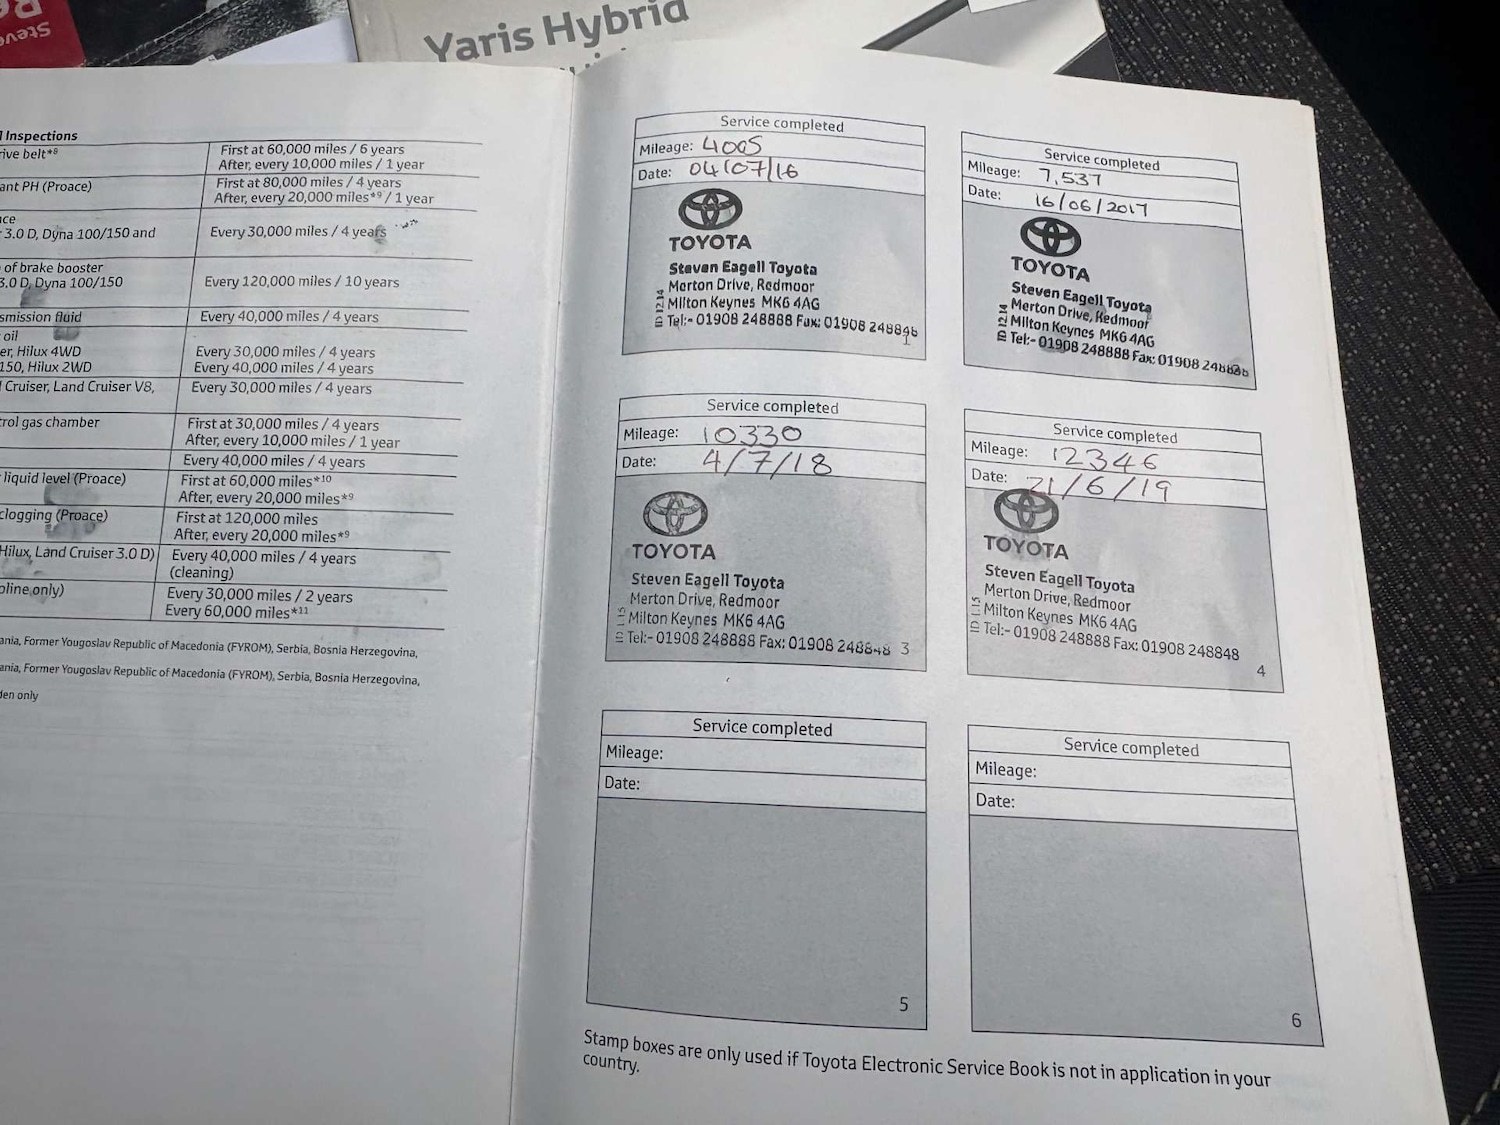 Steve
Re
Yaris Hybrid
l Inspections
rive belt*8
First at 60,000 miles / 6 years
After, every 10,000 miles / 1 year
ant PH (Proace)
First at 80,000 miles / 4 years
After, every 20,000 miles*9 / 1 year
ce
3.0 D, Dyna 100/150 and
Every 30,000 miles / 4 years
of brake booster
3.0 D, Dyna 100/150
Every 120,000 miles / 10 years
smission fluid
Every 40,000 miles / 4 years
oil
er, Hilux 4WD
Every 30,000 miles / 4 years
150, Hilux 2WD
Every 40,000 miles / 4 years
Cruiser, Land Cruiser V8,
Every 30,000 miles / 4 years
trol gas chamber
First at 30,000 miles / 4 years
After, every 10,000 miles / 1 year
Every 40,000 miles / 4 years
liquid level (Proace)
First at 60,000 miles*10
After, every 20,000 miles*9
clogging (Proace)
First at 120,000 miles
After, every 20,000 miles*9
Hilux, Land Cruiser 3.0 D)
Every 40,000 miles / 4 years
(cleaning)
oline only)
Every 30,000 miles / 2 years
Every 60,000 miles*11
ania, Former Yougoslav Republic of Macedonia (FYROM), Serbia, Bosnia Herzegovina,
ania, Former Yougoslav Republic of Macedonia (FYROM), Serbia, Bosnia Herzegovina,
den only
Service completed
Mileage: 4005
Date: 04/07/16
TOYOTA
Steven Eagell Toyota
Merton Drive, Redmoor
Milton Keynes MK6 4AG
Tel:- 01908 248888 Fax: 01908 248848
1
Service completed
Mileage: 7,537
Date: 16/06/2017
TOYOTA
Steven Eagell Toyota
Merton Drive, Redmoor
Milton Keynes MK6 4AG
Tel:- 01908 248888 Fax: 01908 248848
Service completed
Mileage: 10330
Date: 4/7/18
TOYOTA
Steven Eagell Toyota
Merton Drive, Redmoor
Milton Keynes MK6 4AG
Tel:- 01908 248888 Fax: 01908 248848
3
Service completed
Mileage: 12346
Date: 21/6/19
TOYOTA
Steven Eagell Toyota
Merton Drive, Redmoor
Milton Keynes MK6 4AG
Tel:- 01908 248888 Fax: 01908 248848
4
Service completed
Mileage:
Date:
5
Service completed
Mileage:
Date:
6
Stamp boxes are only used if Toyota Electronic Service Book is not in application in your
country.